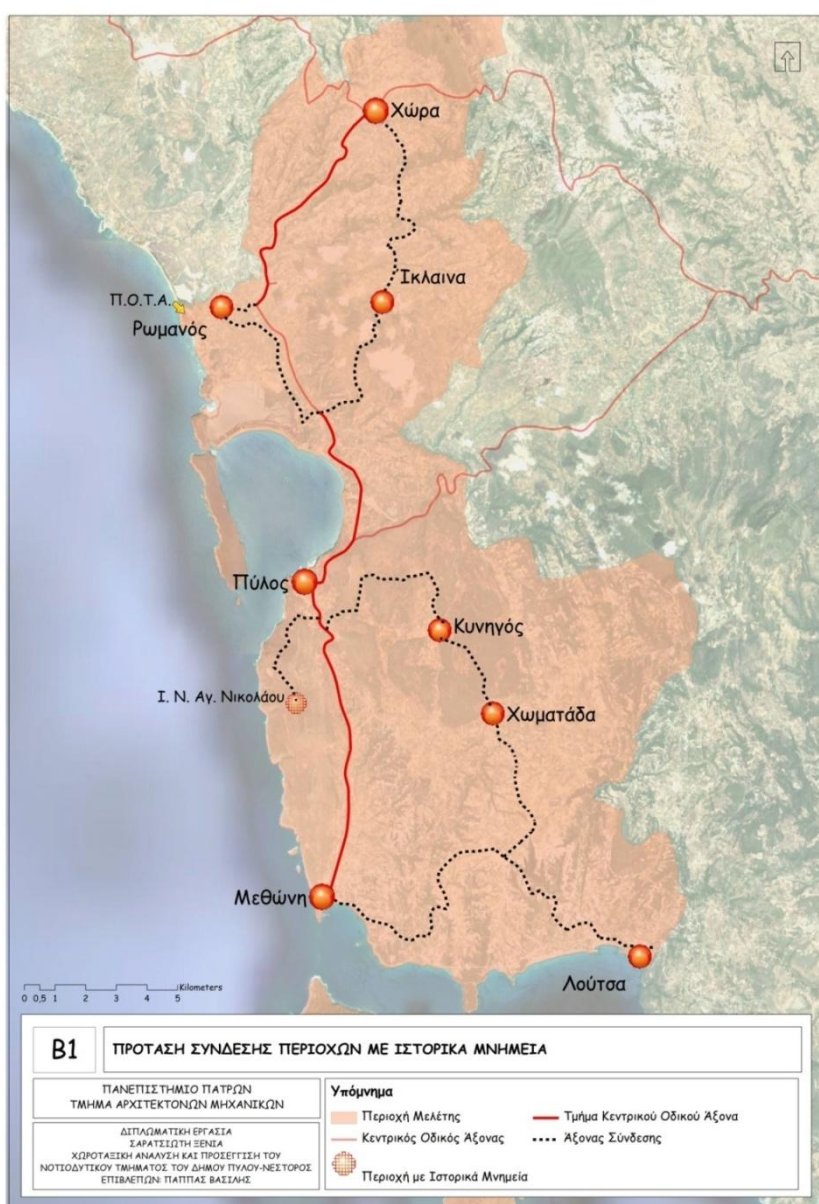 Χώρα
Ίκλαινα
Π.Ο.Τ.Α.
Ρωμανός
Πύλος
Κυνηγός
Ι. Ν. Αγ. Νικολάου
Χωματάδα
Μεθώνη
Λούτσα
Kilometers
0 0,5 1 2 3 4 5
Β1
ΠΡΟΤΑΣΗ ΣΥΝΔΕΣΗΣ ΠΕΡΙΟΧΩΝ ΜΕ ΙΣΤΟΡΙΚΑ ΜΝΗΜΕΙΑ
ΠΑΝΕΠΙΣΤΗΜΙΟ ΠΑΤΡΩΝ
ΤΜΗΜΑ ΑΡΧΙΤΕΚΤΟΝΩΝ ΜΗΧΑΝΙΚΩΝ
ΔΙΠΛΩΜΑΤΙΚΗ ΕΡΓΑΣΙΑ
ΣΑΡΑΤΣΙΩΤΗ ΞΕΝΙΑ
ΧΩΡΟΤΑΞΙΚΗ ΑΝΑΛΥΣΗ ΚΑΙ ΠΡΟΣΕΓΓΙΣΗ ΤΟΥ
ΝΟΤΙΟΔΥΤΙΚΟΥ ΤΜΗΜΑΤΟΣ ΤΟΥ ΔΗΜΟΥ ΠΥΛΟΥ-ΝΕΣΤΟΡΟΣ
ΕΠΙΒΛΕΠΩΝ: ΠΑΠΠΑΣ ΒΑΣΙΛΗΣ
Υπόμνημα
Περιοχή Μελέτης
Τμήμα Κεντρικού Οδικού Άξονα
Κεντρικός Οδικός Άξονας
Άξονας Σύνδεσης
Περιοχή με Ιστορικά Μνημεία